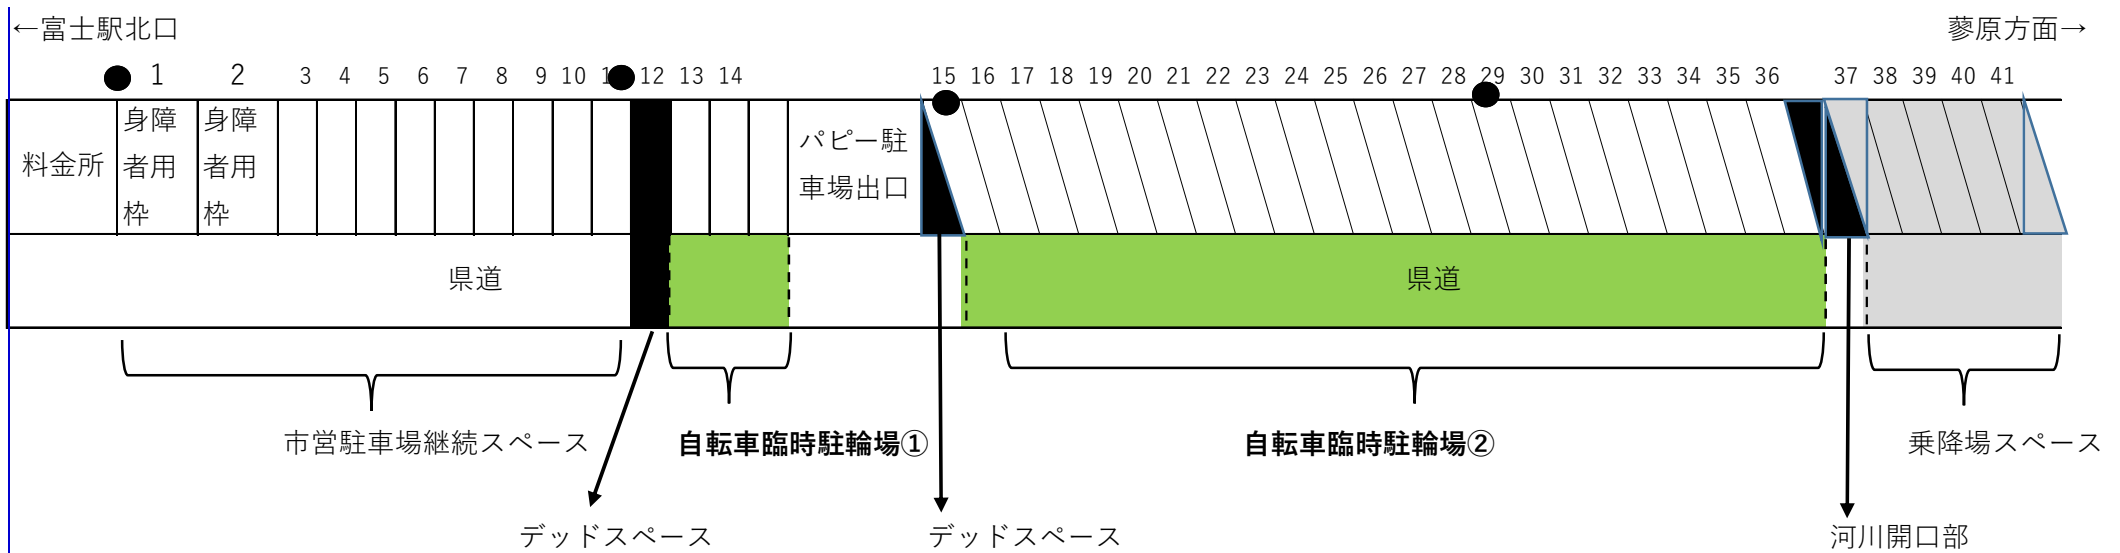 ←富士駅北口
蓼原方面→
1 2 3 4 5 6 7 8 9 10 12 13 14 15 16 17 18 19 20 21 22 23 24 25 26 27 28 29 30 31 32 33 34 35 36 37 38 39 40 41
料金所
身障
者用
枠
身障
者用
枠
パピー駐
車場出口
県道
県道
市営駐車場継続スペース
自転車臨時駐輪場①
自転車臨時駐輪場②
乗降場スペース
デッドスペース
デッドスペース
河川開口部